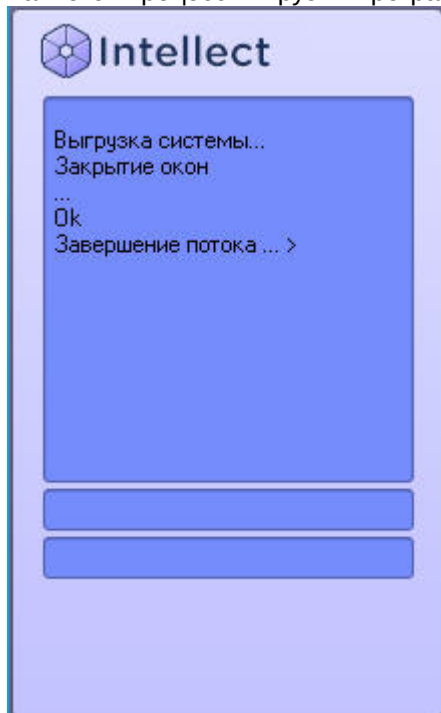 Intellect
Выгрузка системы...
Закрытие окон
...
Ok
Завершение потока ... >